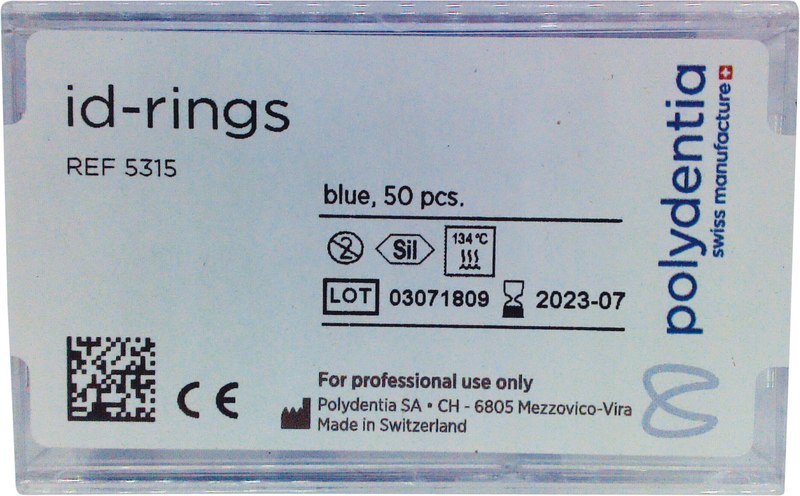 id-rings
REF 5315
blue, 50 pcs.
2 Sil 134 °C
LOT 03071809 2023-07
CE
For professional use only
Polydentia SA • CH - 6805 Mezzovico-Vira
Made in Switzerland
polydentia
swiss manufacture